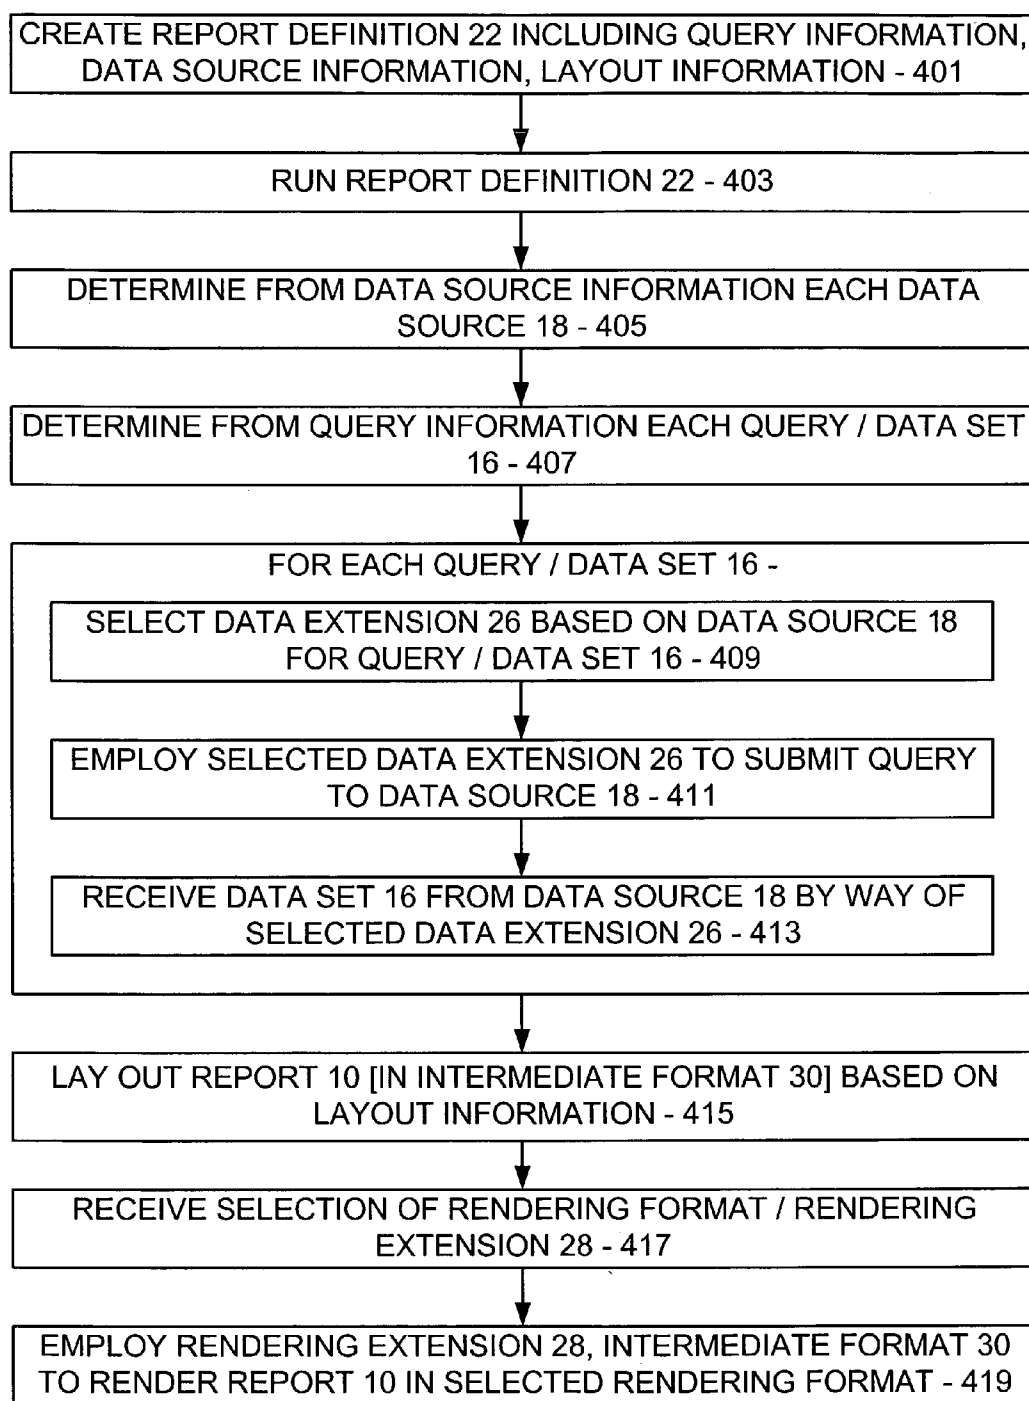 CREATE REPORT DEFINITION 22 INCLUDING QUERY INFORMATION,
DATA SOURCE INFORMATION, LAYOUT INFORMATION - 401
RUN REPORT DEFINITION 22 - 403
DETERMINE FROM DATA SOURCE INFORMATION EACH DATA
SOURCE 18 - 405
DETERMINE FROM QUERY INFORMATION EACH QUERY / DATA SET
16 - 407
FOR EACH QUERY / DATA SET 16 -
SELECT DATA EXTENSION 26 BASED ON DATA SOURCE 18
FOR QUERY / DATA SET 16 - 409
EMPLOY SELECTED DATA EXTENSION 26 TO SUBMIT QUERY
TO DATA SOURCE 18 - 411
RECEIVE DATA SET 16 FROM DATA SOURCE 18 BY WAY OF
SELECTED DATA EXTENSION 26 - 413
LAY OUT REPORT 10 [IN INTERMEDIATE FORMAT 30] BASED ON
LAYOUT INFORMATION - 415
RECEIVE SELECTION OF RENDERING FORMAT / RENDERING
EXTENSION 28 - 417
EMPLOY RENDERING EXTENSION 28, INTERMEDIATE FORMAT 30
TO RENDER REPORT 10 IN SELECTED RENDERING FORMAT - 419